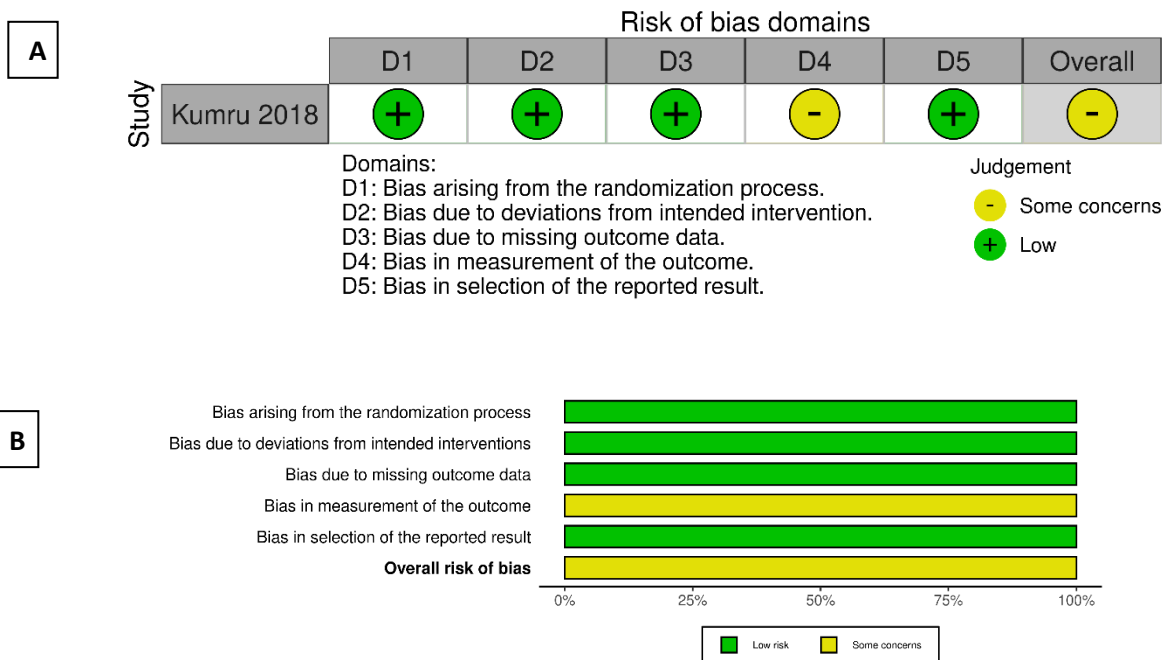 A
Risk of bias domains
D1 D2 D3 D4 D5 Overall
Study
Kumru 2018 + + + - + -
Domains:
D1: Bias arising from the randomization process.
D2: Bias due to deviations from intended intervention.
D3: Bias due to missing outcome data.
D4: Bias in measurement of the outcome.
D5: Bias in selection of the reported result.
Judgement
- Some concerns
+ Low
B
Bias arising from the randomization process
Bias due to deviations from intended interventions
Bias due to missing outcome data
Bias in measurement of the outcome
Bias in selection of the reported result
Overall risk of bias
0% 25% 50% 75% 100%
Low risk Some concerns